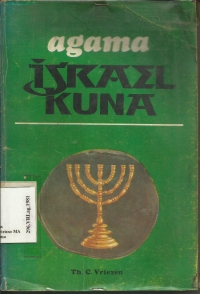 agama
ISRAEL
KUNA
Th. C. Vriezen